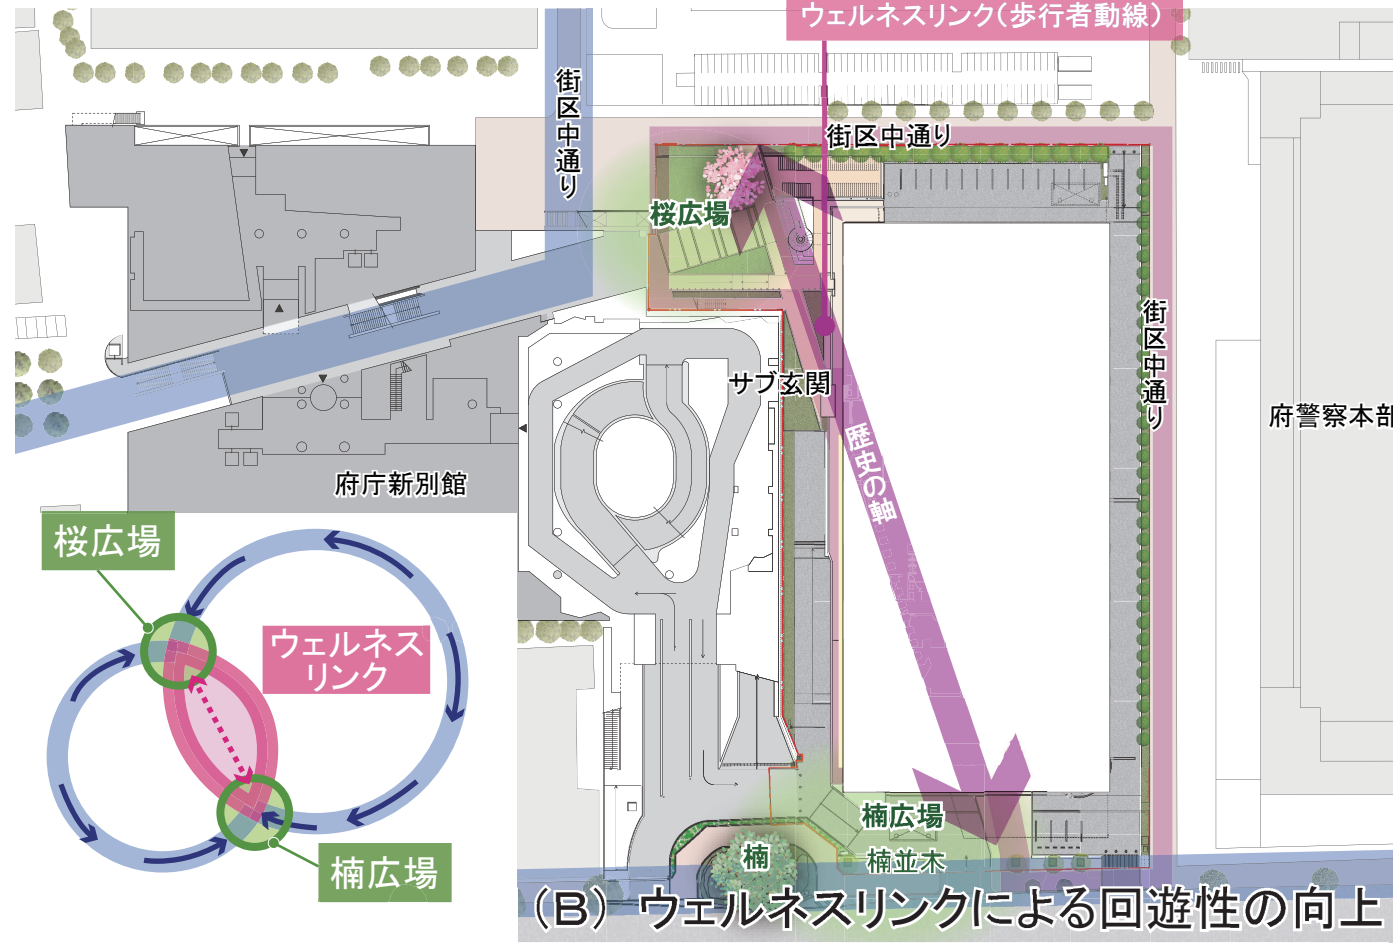 ウェルネスリンク（歩行者動線）
街区中通り
街区中通り
桜広場
街区中通り
サブ玄関
府警察本部
歴史の軸
府庁新別館
桜広場
ウェルネス
リンク
楠広場
楠広場
楠
楠並木
（B）ウェルネスリンクによる回遊性の向上